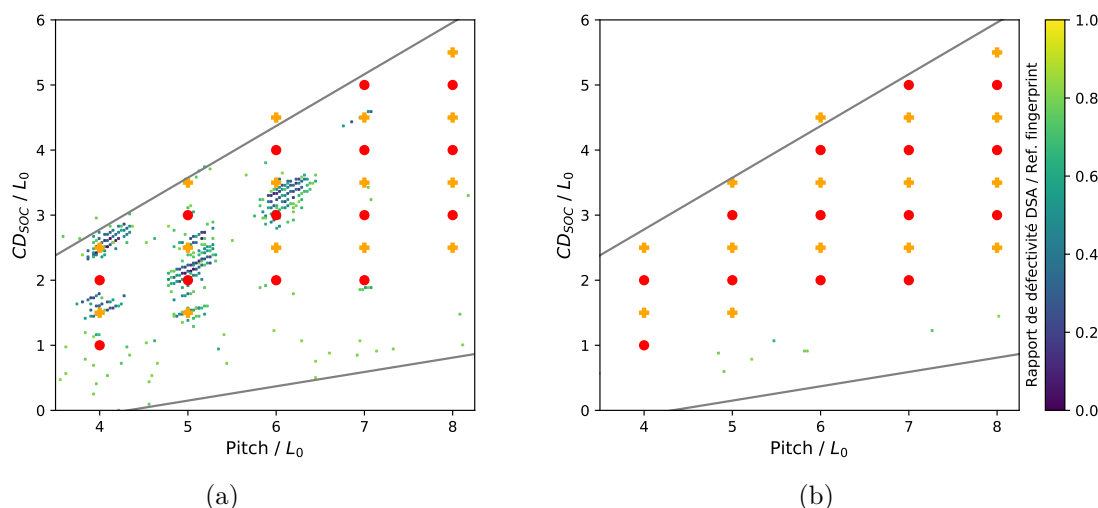 6
5
4
3
2
1
0
CD_SOC / L_0
4 5 6 7 8
Pitch / L_0
(a)
6
5
4
3
2
1
0
CD_SOC / L_0
4 5 6 7 8
Pitch / L_0
(b)
Rapport de défectivité DSA / Ref. fingerprint
1.0
0.8
0.6
0.4
0.2
0.0